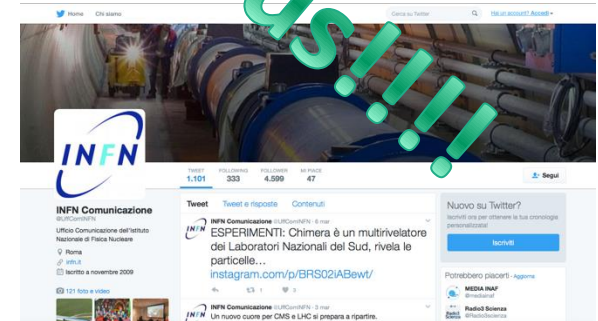 Home Chi siamo
Cerca su Twitter
Hai un account? Accedi
us!!!!!
INFN
TWEET FOLLOWING FOLLOWER MI PIACE
1.101 333 4.599 47
Segui
INFN Comunicazione
@UffComINFN
Ufficio Comunicazione dell'Istituto
Nazionale di Fisica Nucleare
Roma
infn.it
Iscritto a novembre 2009
121 foto e video
Tweet Tweet e risposte Contenuti
INFN Comunicazione @UffComINFN · 6 mar
INFN
ESPERIMENTI: Chimera è un multirivelatore
dei Laboratori Nazionali del Sud, rivela le
particelle…
instagram.com/p/BRS02iABewt/
1 3
INFN Comunicazione @UffComINFN · 3 mar
INFN
Un nuovo cuore per CMS e LHC si prepara a ripartire.
Nuovo su Twitter?
Iscriviti ora per ottenere la tua cronologia
personalizzata!
Iscriviti
Potrebbero piacerti · Aggiorna
MEDIA INAF
@mediainaf
Radio3 Scienza
@Radio3scienza